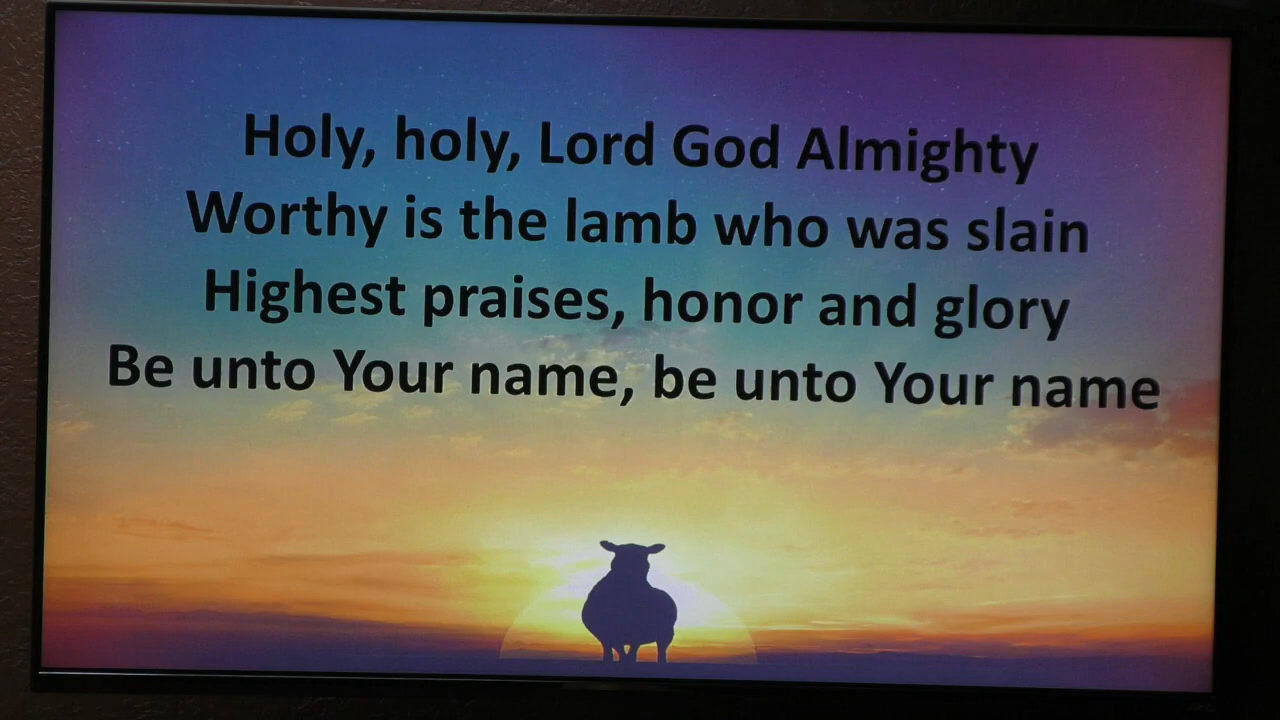 Holy, holy, Lord God Almighty
Worthy is the lamb who was slain
Highest praises, honor and glory
Be unto Your name, be unto Your name